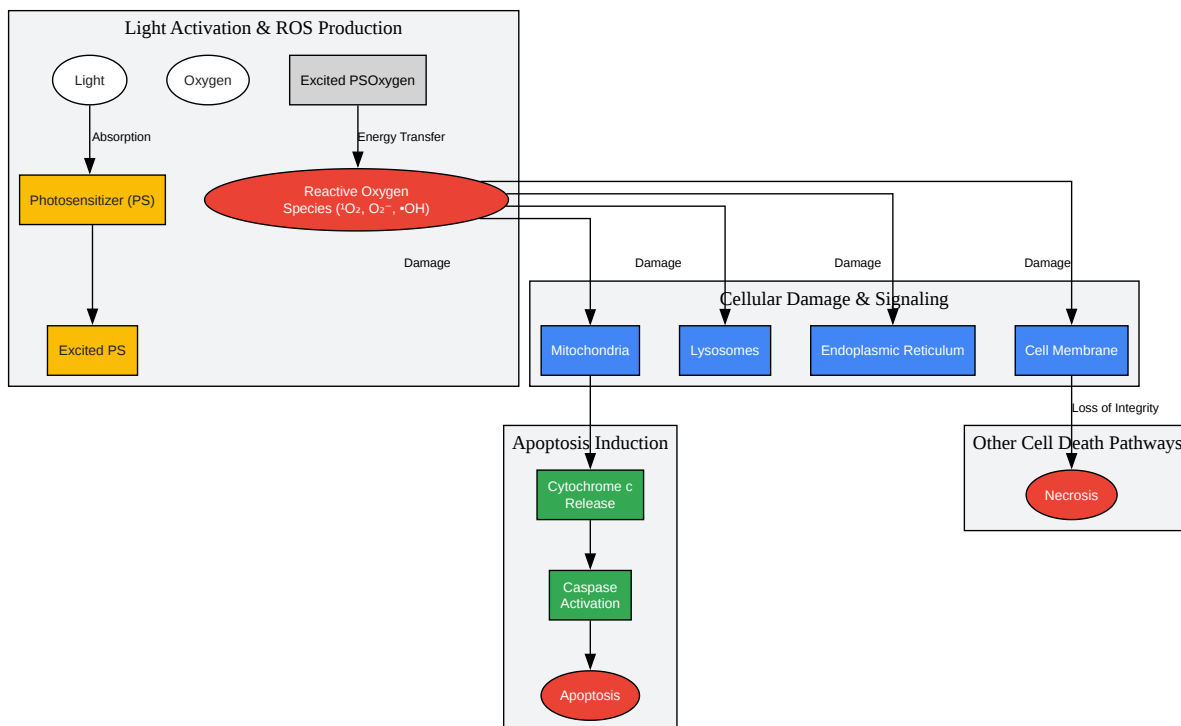 Light Activation & ROS Production
Light
Oxygen
Excited PSOxygen
Absorption
Energy Transfer
Photosensitizer (PS)
Reactive Oxygen
Species (¹O₂, O₂⁻, •OH)
Damage
Damage
Damage
Damage
Cellular Damage & Signaling
Excited PS
Mitochondria
Lysosomes
Endoplasmic Reticulum
Cell Membrane
Loss of Integrity
Apoptosis Induction
Other Cell Death Pathways
Cytochrome c
Release
Necrosis
Caspase
Activation
Apoptosis